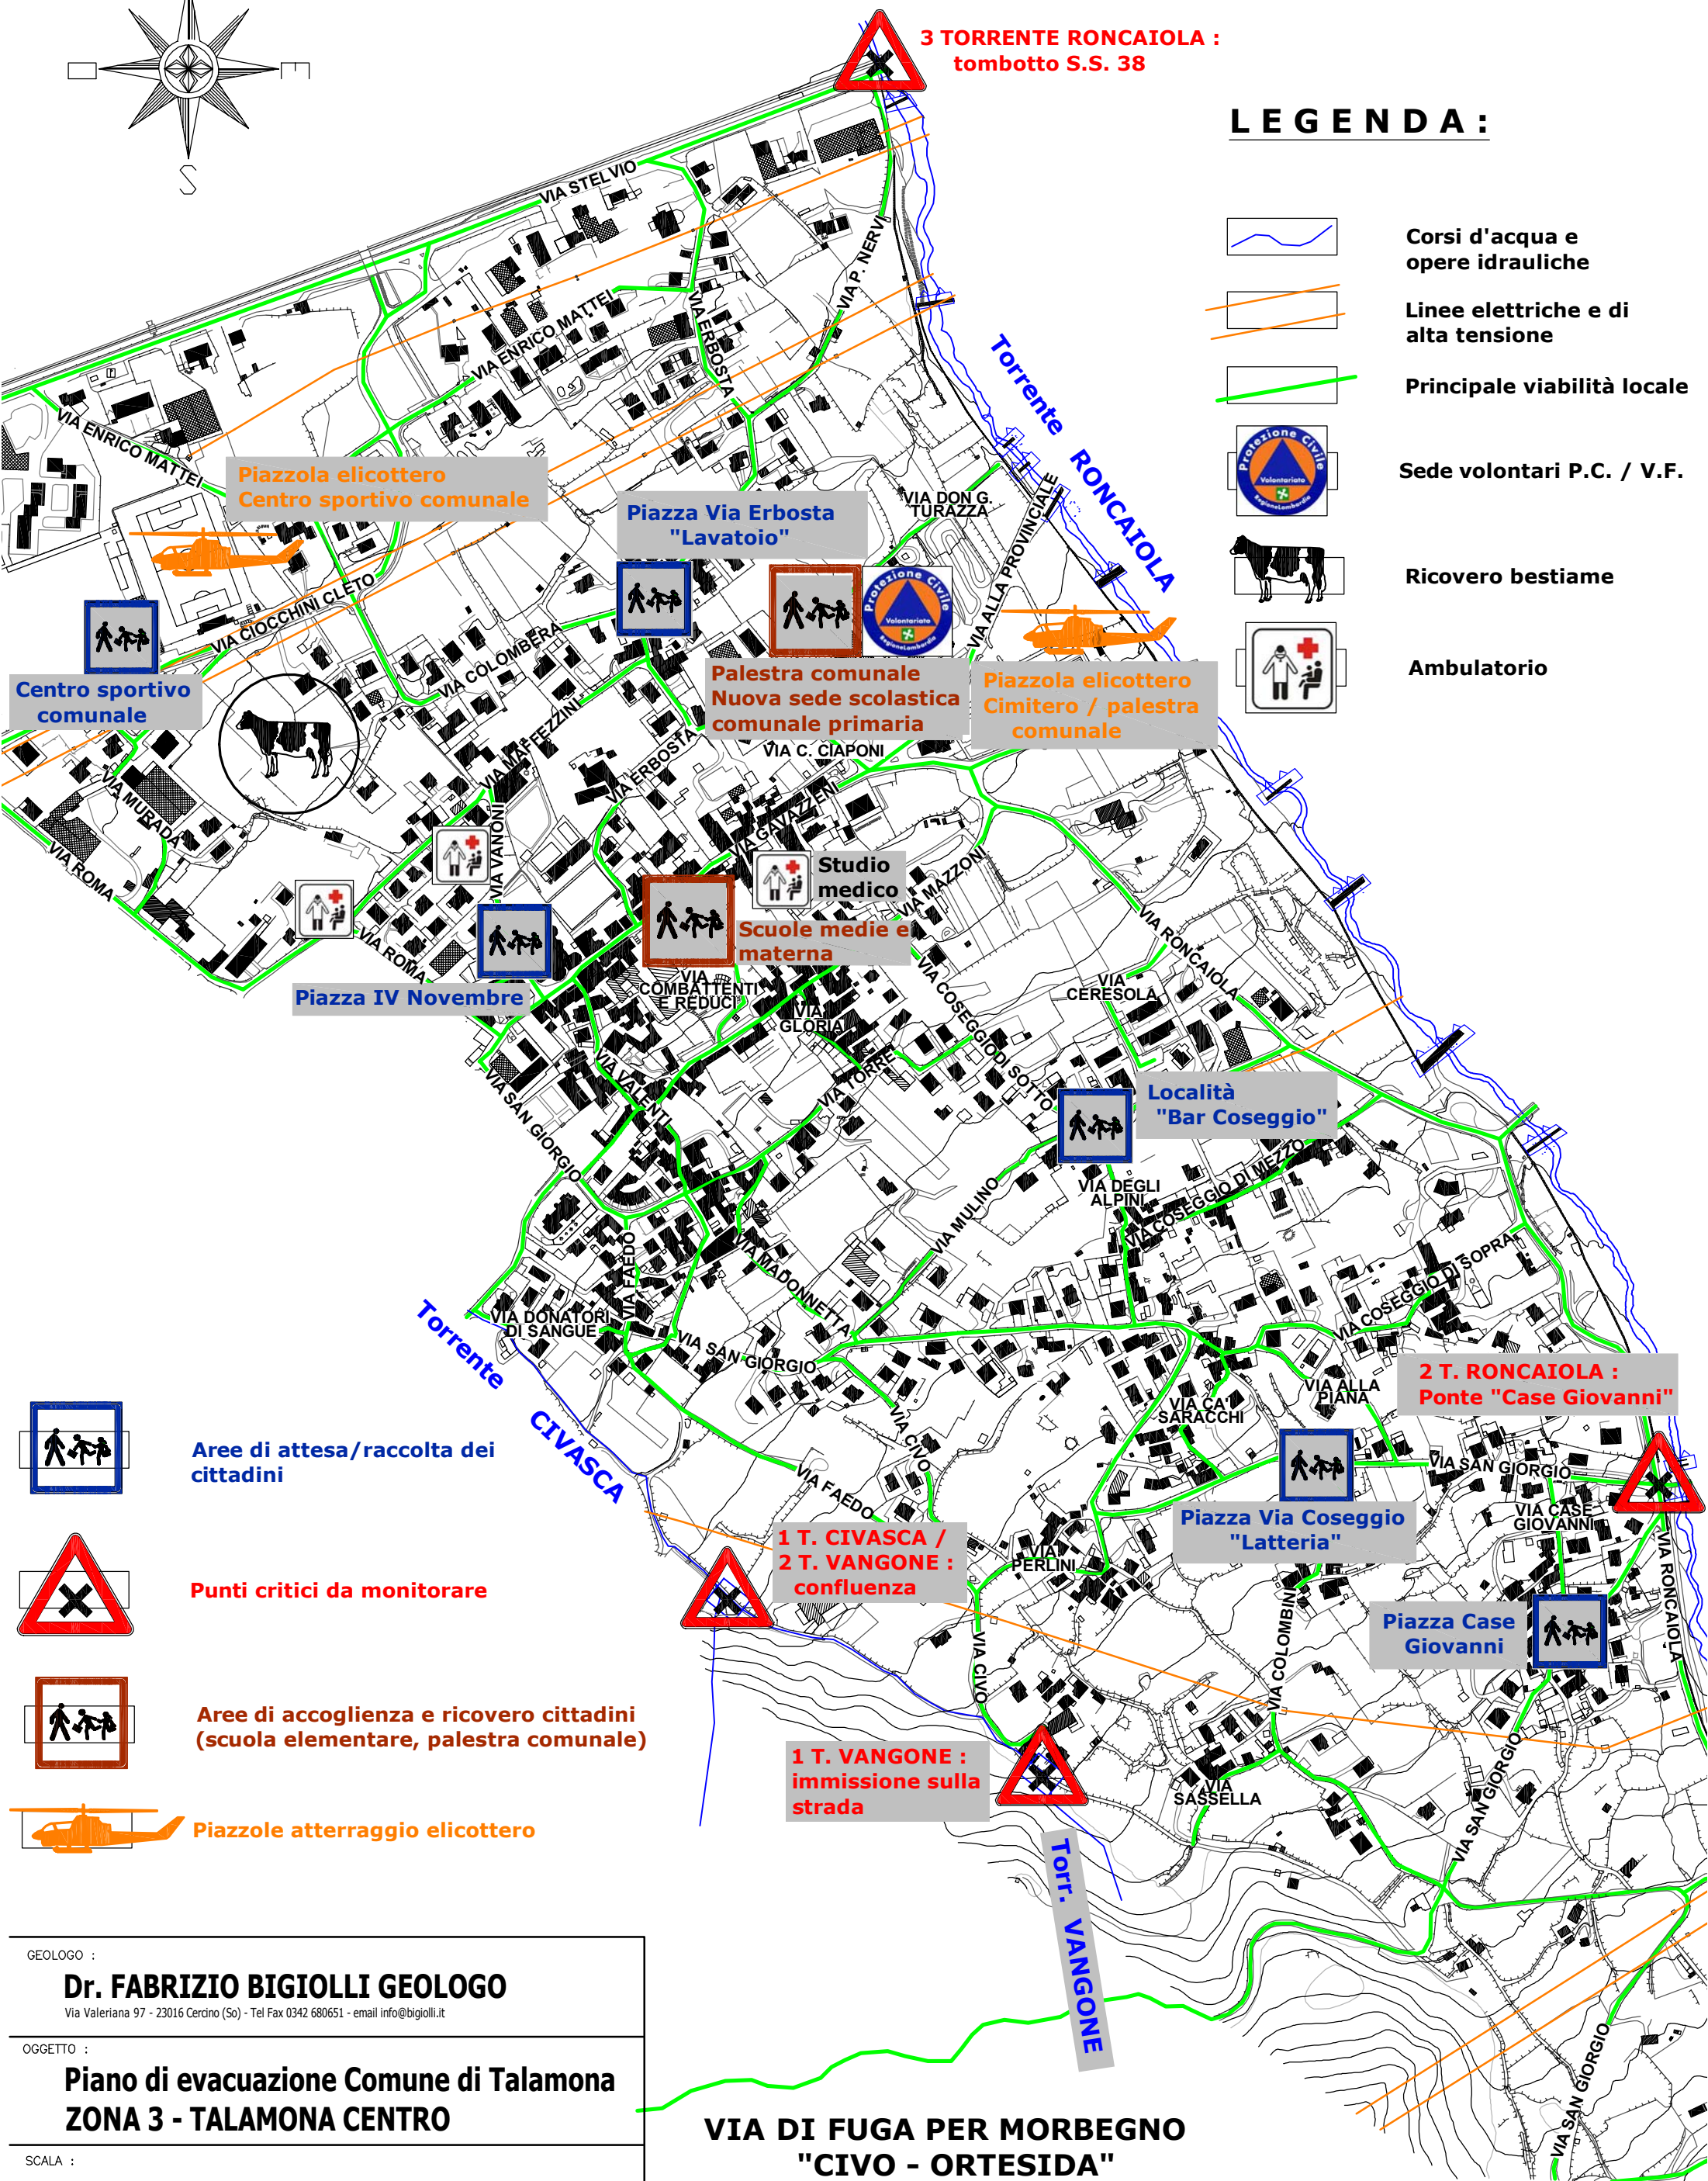 3 TORRENTE RONCAIOLA :
tombotto S.S. 38
O
E
S
L E G E N D A :
Corsi d'acqua e
opere idrauliche
Linee elettriche e di
alta tensione
Principale viabilità locale
Protezione Civile
Volontariato
RegioneLombardia
Sede volontari P.C. / V.F.
Ricovero bestiame
Ambulatorio
VIA STELVIO
VIA P. NERVI
VIA ENRICO MATTEI
VIA ERBOSTA
VIA ENRICO MATTEI
VIA ENRICO MATTEI
Torrente RONCAIOLA
Piazzola elicottero
Centro sportivo comunale
Piazza Via Erbosta
"Lavatoio"
VIA DON G.
TURAZZA
VIA ALLA PROVINCIALE
VIA CIOCCHINI CLETO
VIA COLOMBERA
Protezione Civile
Volontariato
RegioneLombardia
Centro sportivo
comunale
Palestra comunale
Nuova sede scolastica
comunale primaria
Piazzola elicottero
Cimitero / palestra
comunale
VIA MAFFEZZINI
VIA ERBOSTA
VIA C. CIAPONI
VIA MURADA
VIA ROMA
VIA VANONI
VIA GAVAZZENI
Studio
medico
VIA MAZZONI
VIA ROMA
Scuole medie e
materna
VIA RONCAIOLA
Piazza IV Novembre
VIA
COMBATTENTI
E REDUCI
VIA
GLORIA
VIA COSEGGIO DI SOTTO
VIA
CERESOLA
VIA VALENTI
VIA TORRE
VIA SAN GIORGIO
Località
"Bar Coseggio"
VIA DEGLI
ALPINI
VIA COSEGGIO DI MEZZO
VIA MULINO
VIA FAEDO
VIA MADONNETTA
VIA COSEGGIO DI SOPRA
VIA DONATORI
DI SANGUE
VIA SAN GIORGIO
Torrente CIVASCA
2 T. RONCAIOLA :
Ponte "Case Giovanni"
VIA ALLA
PIANA
VIA CA'
SARACCHI
VIA CIVO
VIA FAEDO
VIA SAN GIORGIO
VIA CASE
GIOVANNI
Piazza Via Coseggio
"Latteria"
VIA RONCAIOLA
Aree di attesa/raccolta dei
cittadini
1 T. CIVASCA /
2 T. VANGONE :
confluenza
VIA
PERLINI
Punti critici da monitorare
VIA COLOMBINI
Piazza Case
Giovanni
VIA CIVO
Aree di accoglienza e ricovero cittadini
(scuola elementare, palestra comunale)
1 T. VANGONE :
immissione sulla
strada
VIA
SASSELLA
VIA SAN GIORGIO
Piazzole atterraggio elicottero
Torr. VANGONE
GEOLOGO :
Dr. FABRIZIO BIGIOLLI GEOLOGO
Via Valeriana 97 - 23016 Cercino (So) - Tel Fax 0342 680651 - email info@bigiolli.it
OGGETTO :
Piano di evacuazione Comune di Talamona
ZONA 3 - TALAMONA CENTRO
SCALA :
VIA DI FUGA PER MORBEGNO
"CIVO - ORTESIDA"
VIA SAN GIORGIO